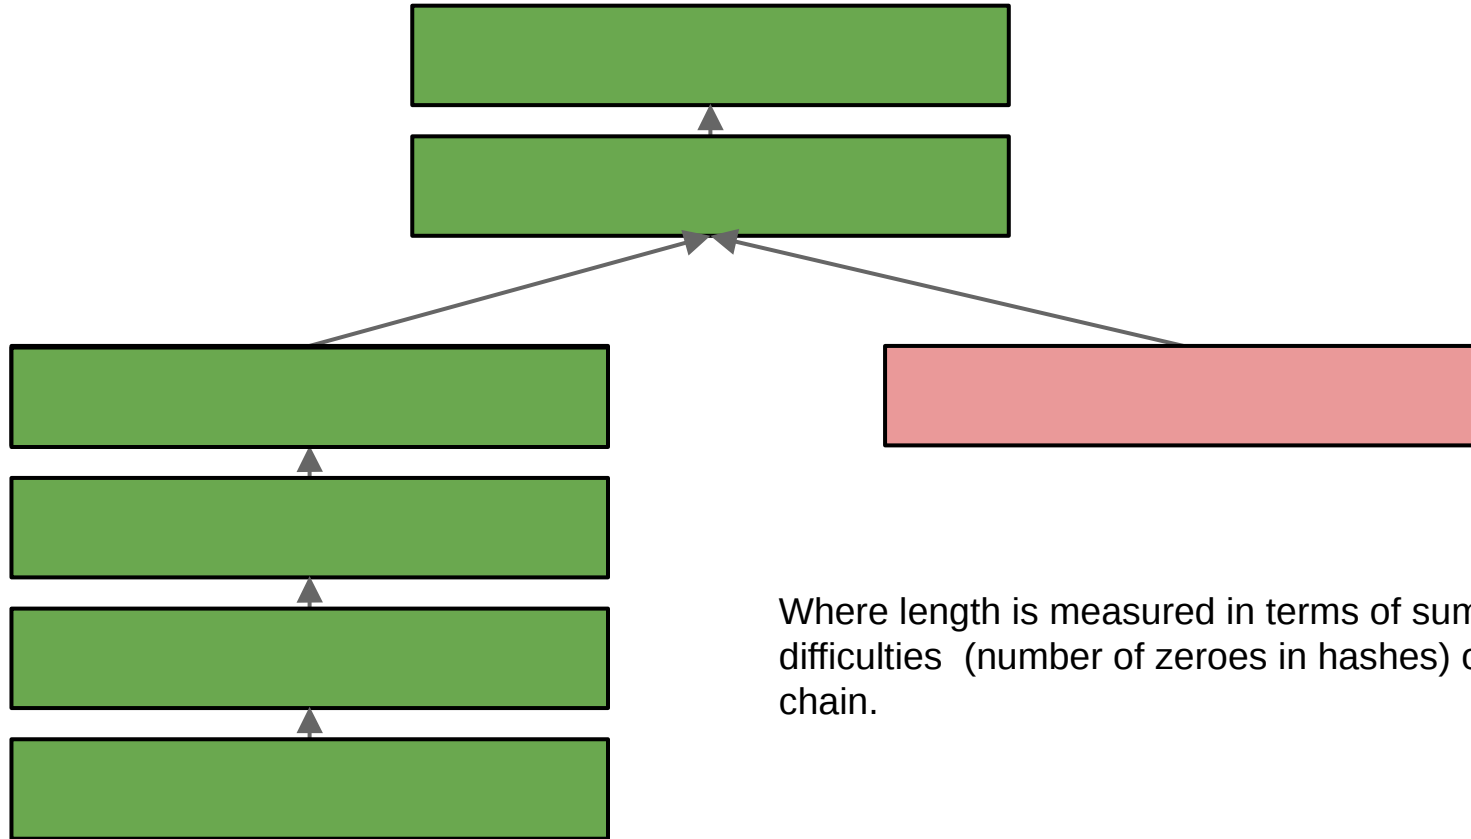 Where length is measured in terms of sum
difficulties  (number of zeroes in hashes) o
chain.